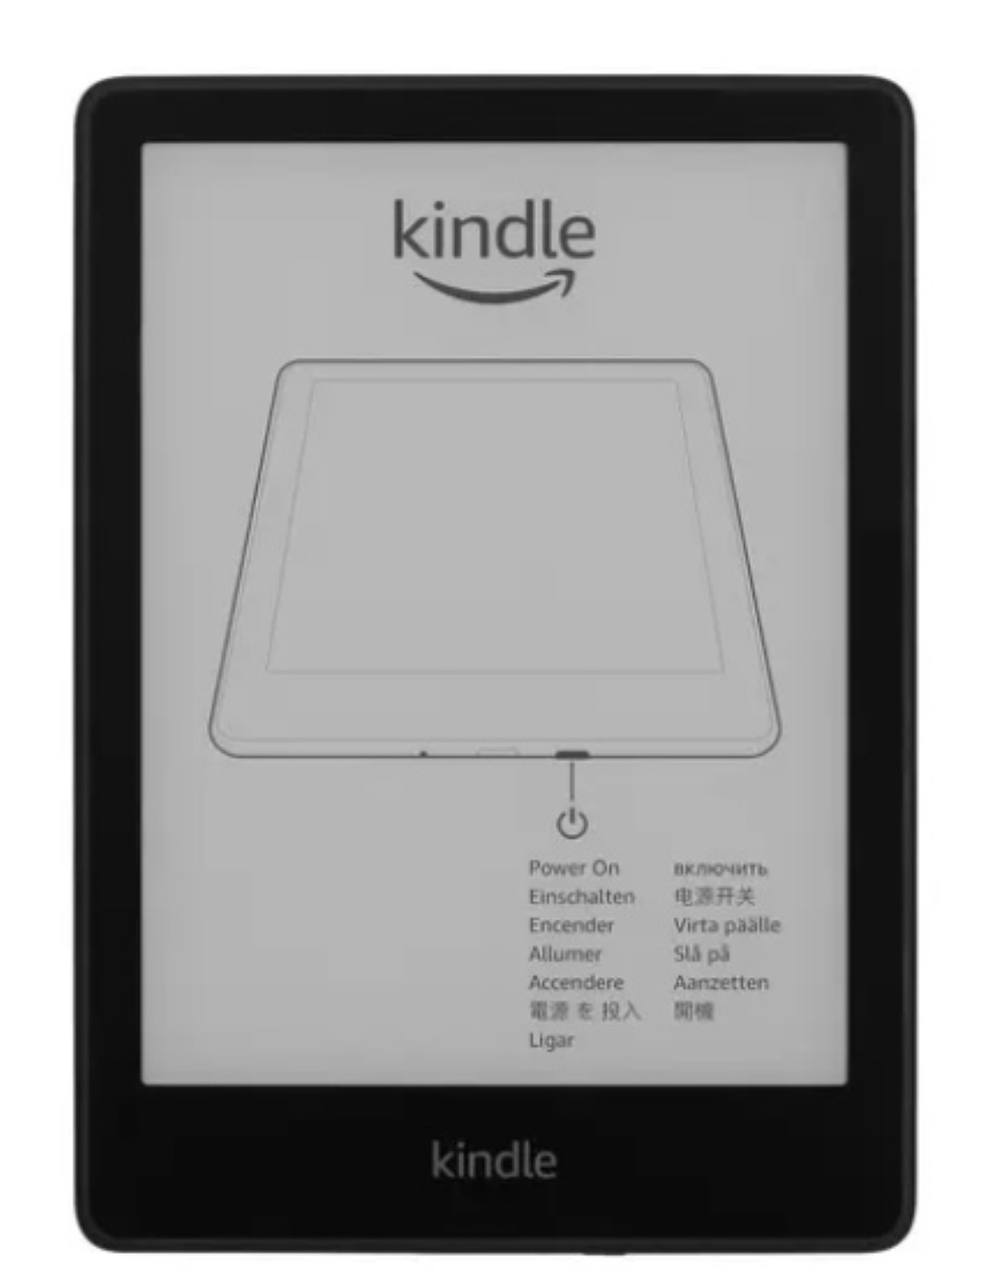 kindle
Power On
Einschalten
Encender
Allumer
Accendere
電源 を 投入
Ligar
включить
电源开关
Virta päälle
Slå på
Aanzetten
開機
kindle